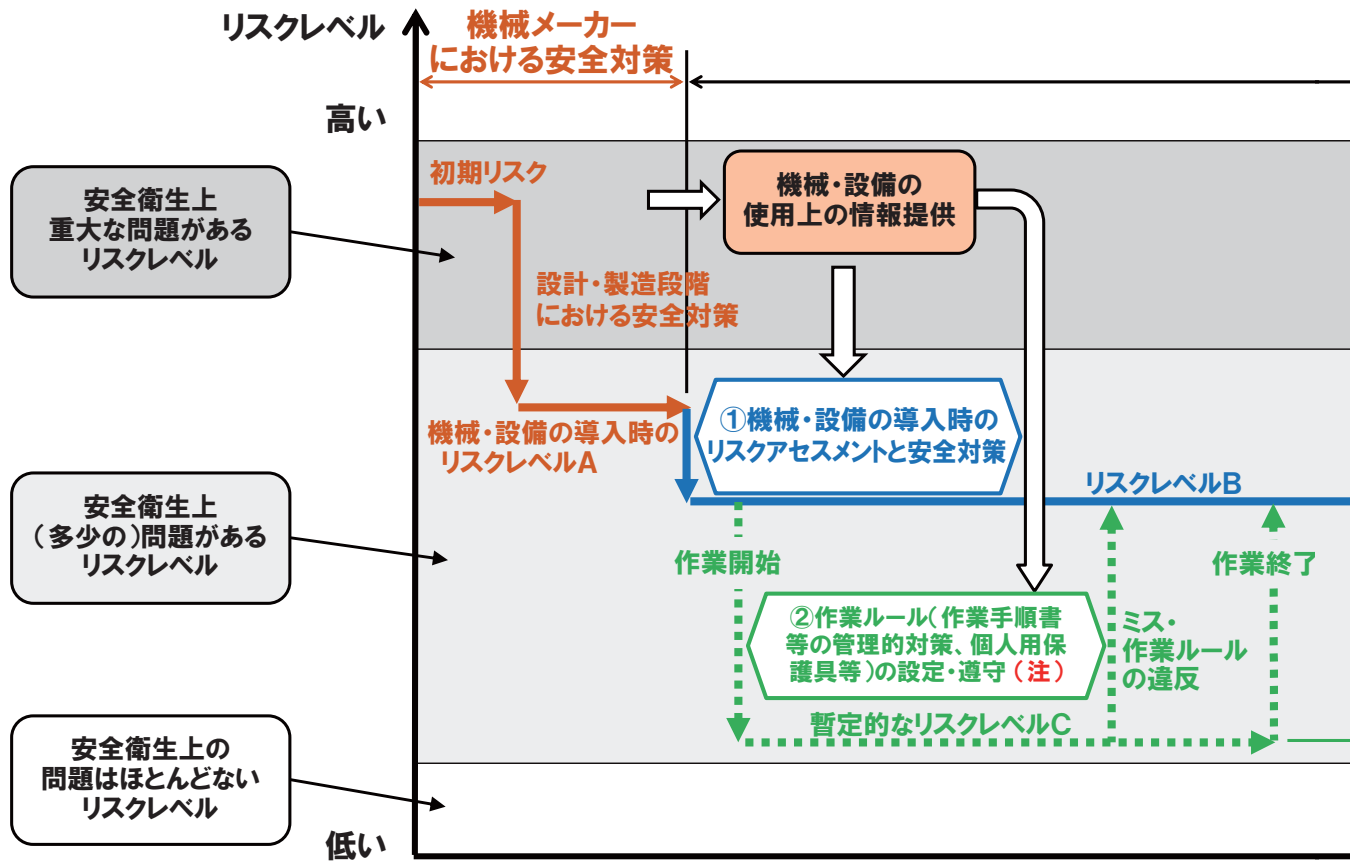 リスクレベル
機械メーカー
における安全対策
高い
安全衛生上
重大な問題がある
リスクレベル
初期リスク
機械・設備の
使用上の情報提供
設計・製造段階
における安全対策
機械・設備の導入時の
リスクレベルA
①機械・設備の導入時の
リスクアセスメントと安全対策
リスクレベルB
安全衛生上
（多少の）問題がある
リスクレベル
作業開始
作業終了
②作業ルール（作業手順書
等の管理的対策、個人用保
護具等）の設定・遵守（注）
ミス・
作業ルール
の違反
暫定的なリスクレベルC
安全衛生上の
問題はほとんどない
リスクレベル
低い